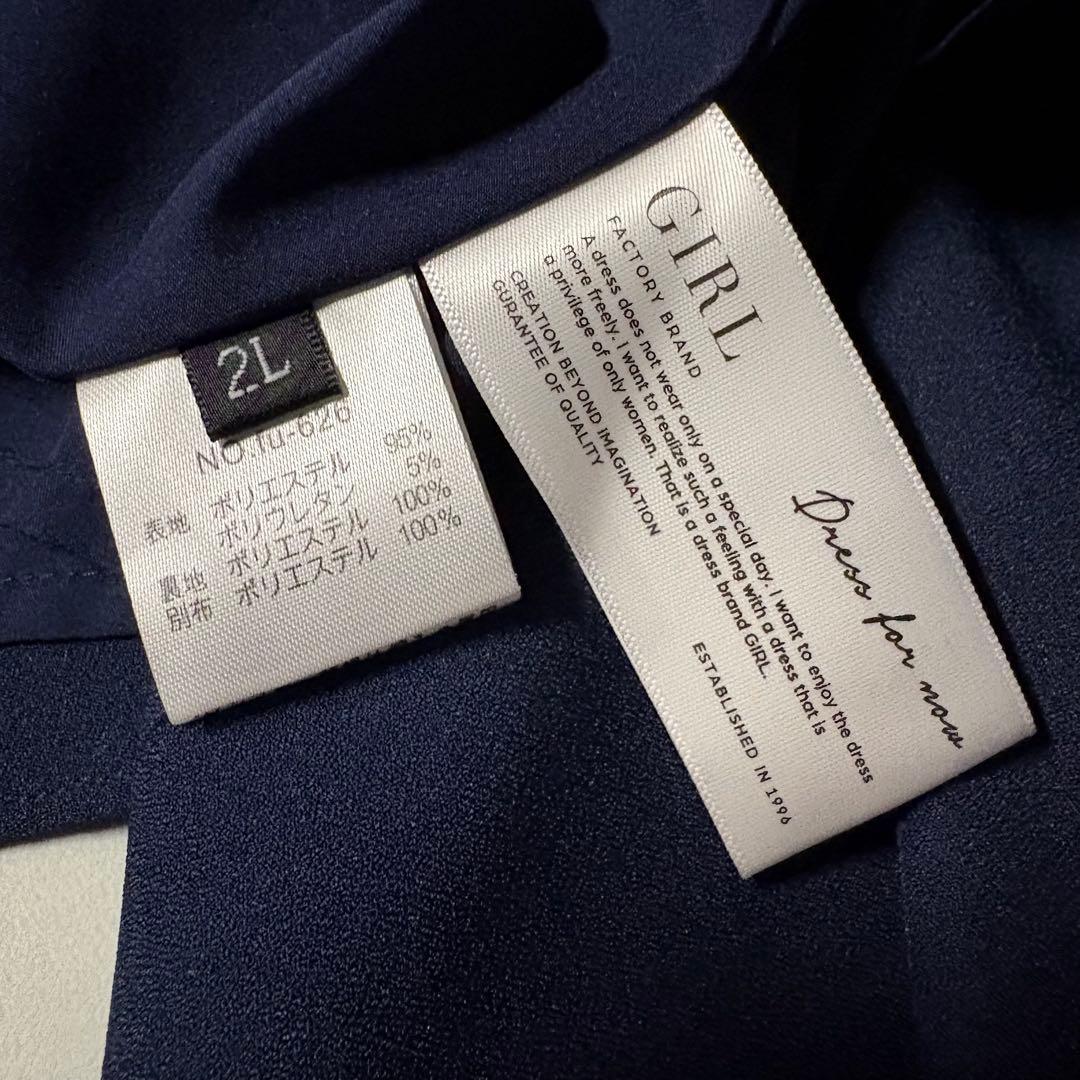 2L
表地 ポリエステル 95%
ポリウレタン 5%
裏地 ポリエステル 100%
別布 ポリエステル 100%
GIRL
FACTORY BRAND
A dress does not wear only on a special day. I want to enjoy the dress
more freely. I want to realize such a feeling with a dress that is
a privilege of only women. That is a dress brand GIRL.
CREATION BEYOND IMAGINATION
GURANTEE OF QUALITY
ESTABLISHED IN 1996
Dress for now